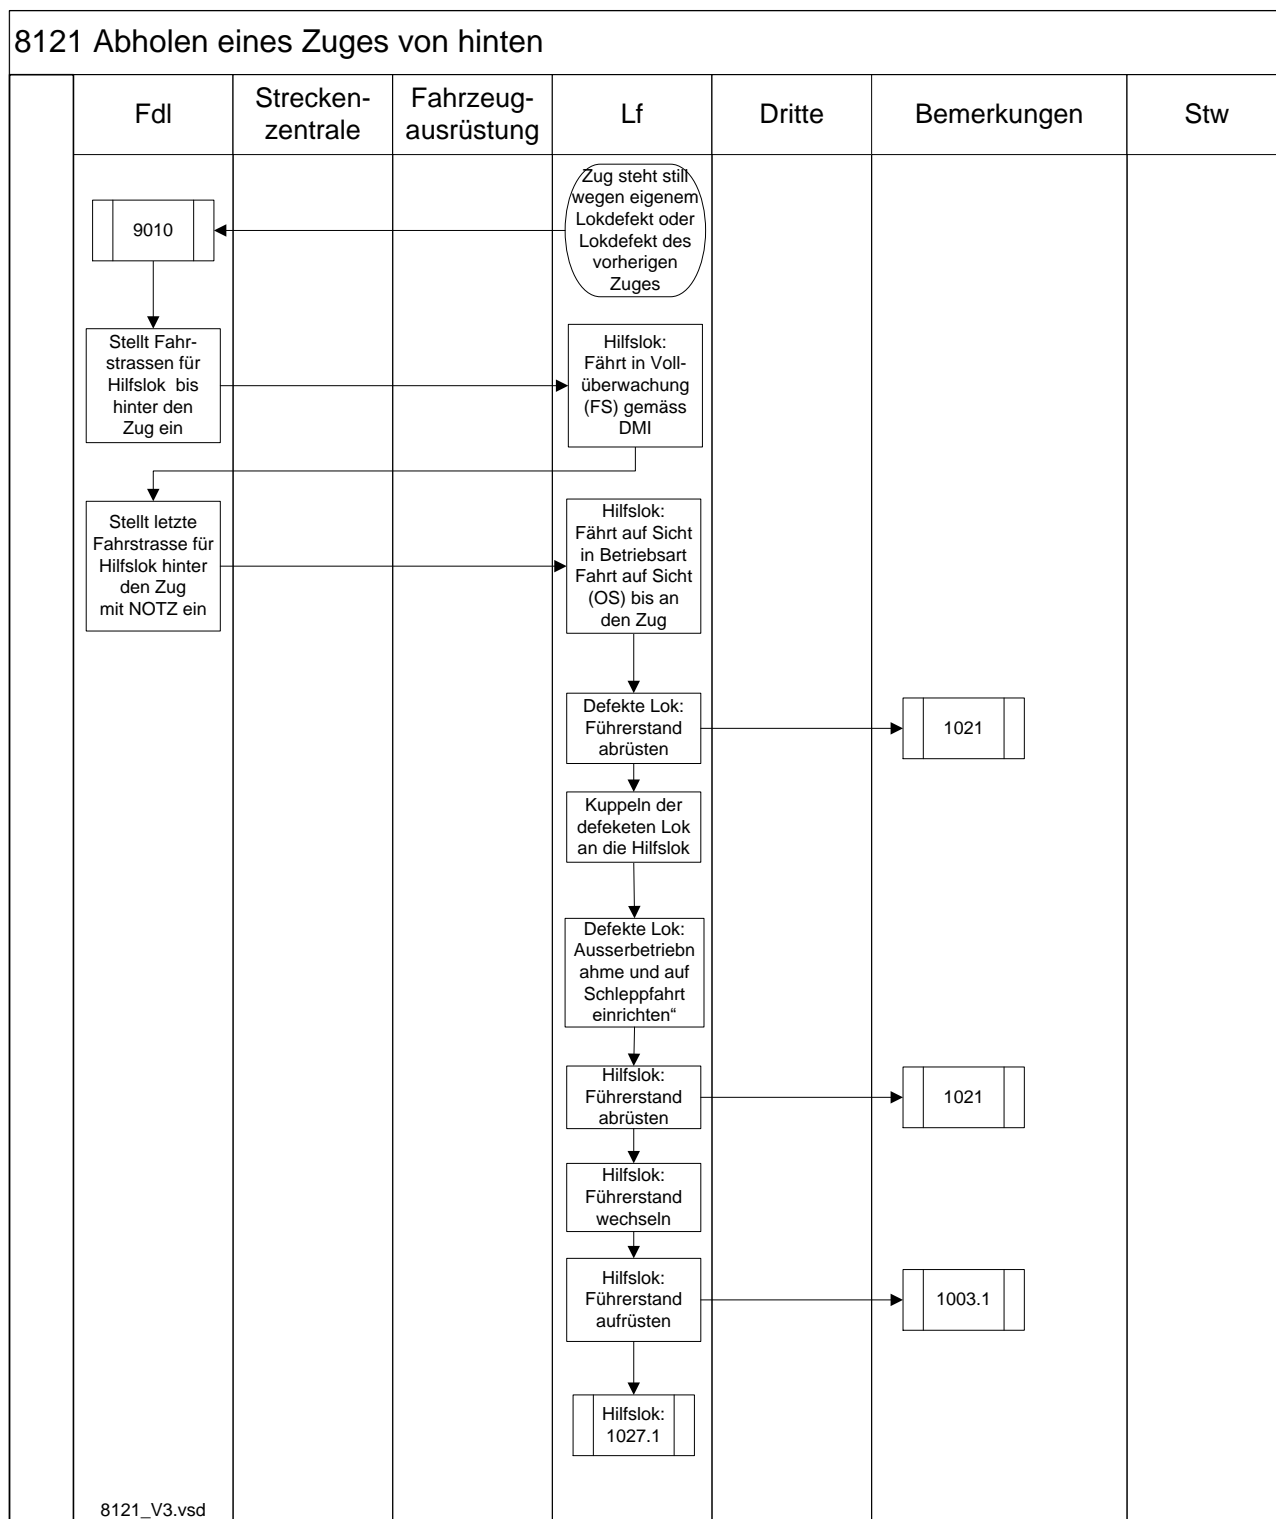 8121 Abholen eines Zuges von hinten
Fdl
Strecken-
zentrale
Fahrzeug-
ausrüstung
Lf
Dritte
Bemerkungen
Stw
Zug steht still
wegen eigenem
Lokdefekt oder
Lokdefekt des
vorherigen
Zuges
9010
Stellt Fahr-
strassen für
Hilfslok bis
hinter den
Zug ein
Hilfslok:
Fährt in Voll-
überwachung
(FS) gemäss
DMI
Stellt letzte
Fahrstrasse für
Hilfslok hinter
den Zug
mit NOTZ ein
Hilfslok:
Fährt auf Sicht
in Betriebsart
Fahrt auf Sicht
(OS) bis an
den Zug
Defekte Lok:
Führerstand
abrüsten
1021
Kuppeln der
defeketen Lok
an die Hilfslok
Defekte Lok:
Ausserbetriebn
ahme und auf
Schleppfahrt
einrichten“
Hilfslok:
Führerstand
abrüsten
1021
Hilfslok:
Führerstand
wechseln
Hilfslok:
Führerstand
aufrüsten
1003.1
Hilfslok:
1027.1
8121_V3.vsd